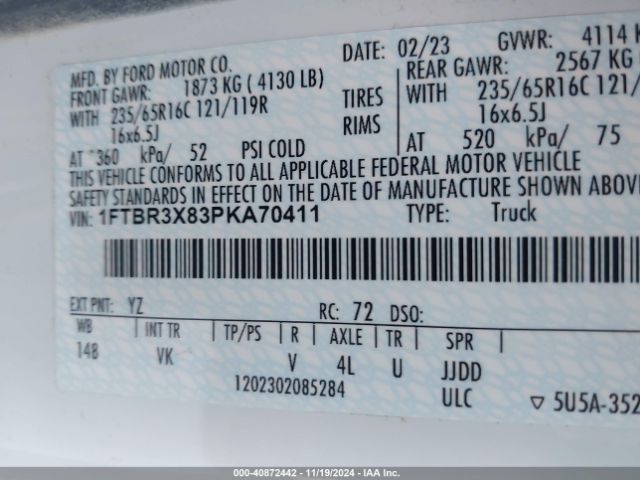 MFD. BY FORD MOTOR CO. DATE: 02/23 GVWR: 4114 K
FRONT GAWR: 1873 KG ( 4130 LB) REAR GAWR: 2567 KG
WITH 235/65R16C 121/119R TIRES WITH 235/65R16C 121/
16x6.5J RIMS 16x6.5J
AT 360 kPa/ 52 PSI COLD AT 520 kPa/ 75
THIS VEHICLE CONFORMS TO ALL APPLICABLE FEDERAL MOTOR VEHICLE
SAFETY STANDARDS IN EFFECT ON THE DATE OF MANUFACTURE SHOWN ABOV
VIN: 1FTBR3X83PKA70411 TYPE: Truck
EXT PNT: YZ RC: 72 DSO:
WB INT TR TP/PS R AXLE TR SPR
148 VK V 4L U JJDD
1202302085284 ULC ▽ 5U5A-352
00-40872442 - 11/19/2024 - IAA Inc.